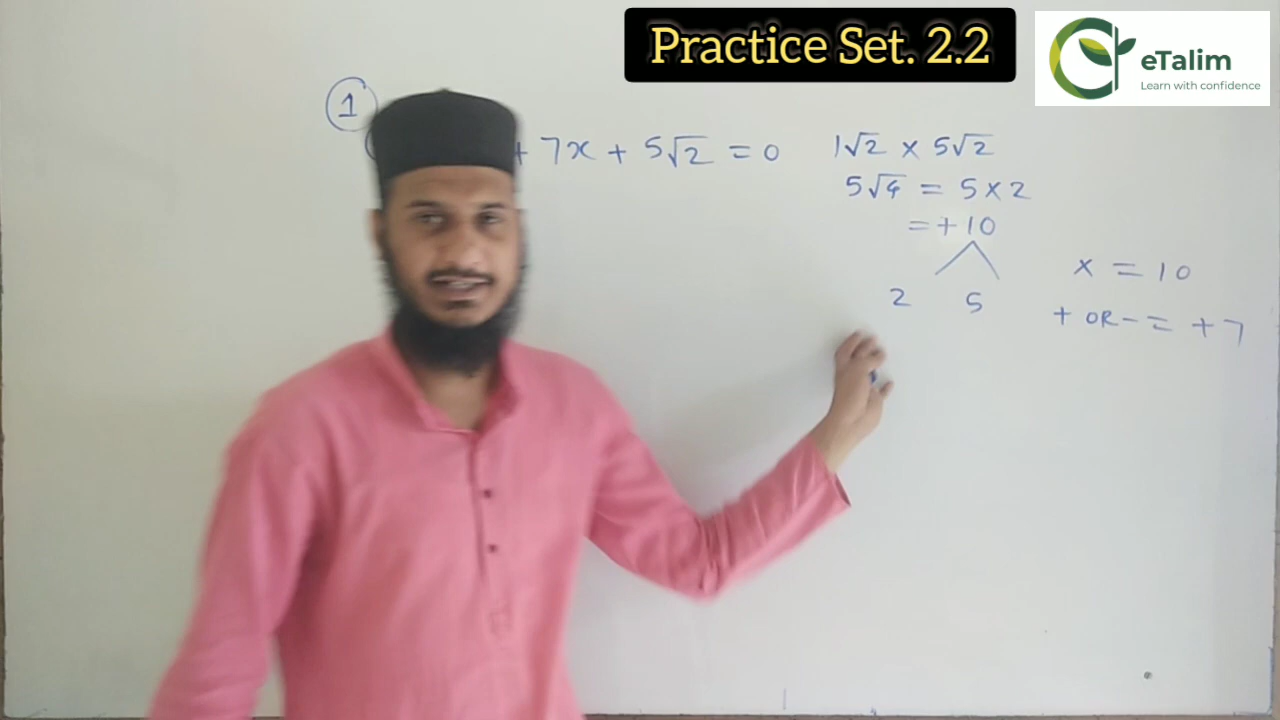 Practice Set. 2.2
eTalim
Learn with confidence
1
+ 7x + 5√2 = 0
1√2 × 5√2
5√4 = 5×2
= +10
2 5
× = 10
+ OR - = +7